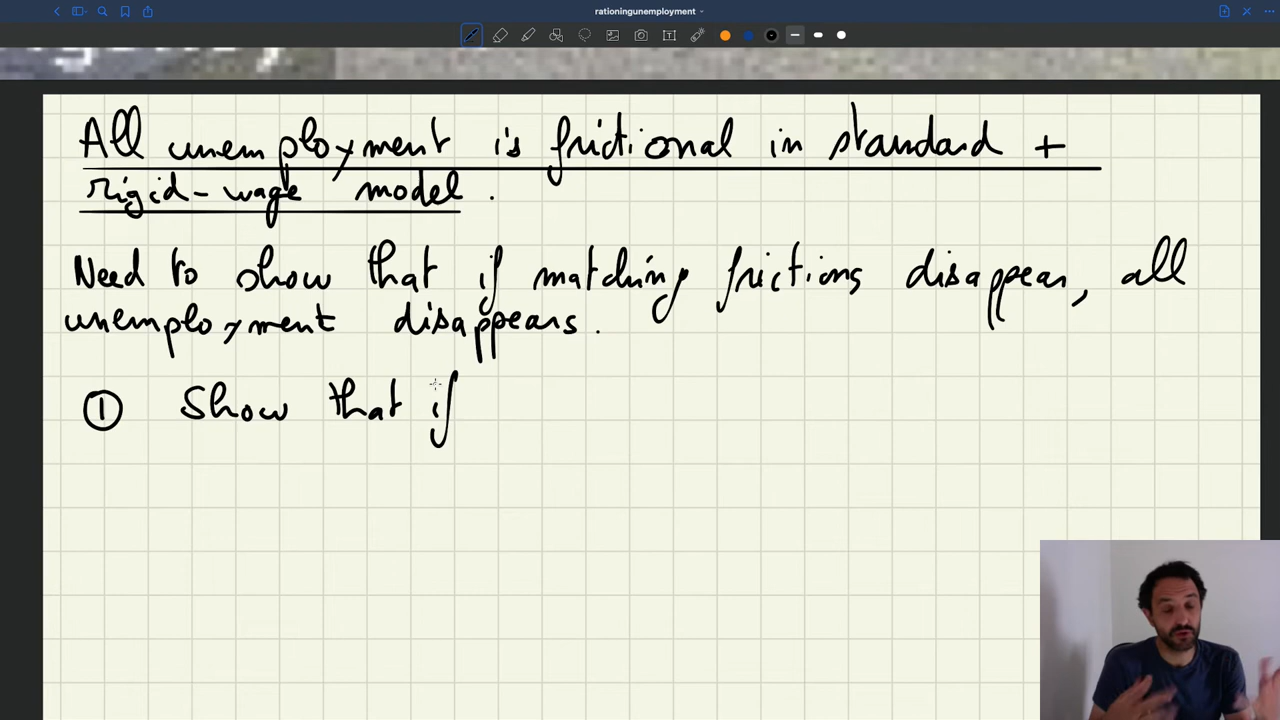 rationingunemployment
All unemployment is frictional in standard +
rigid-wage model.
Need to show that if matching frictions disappear, all
unemployment disappears.
① Show that if